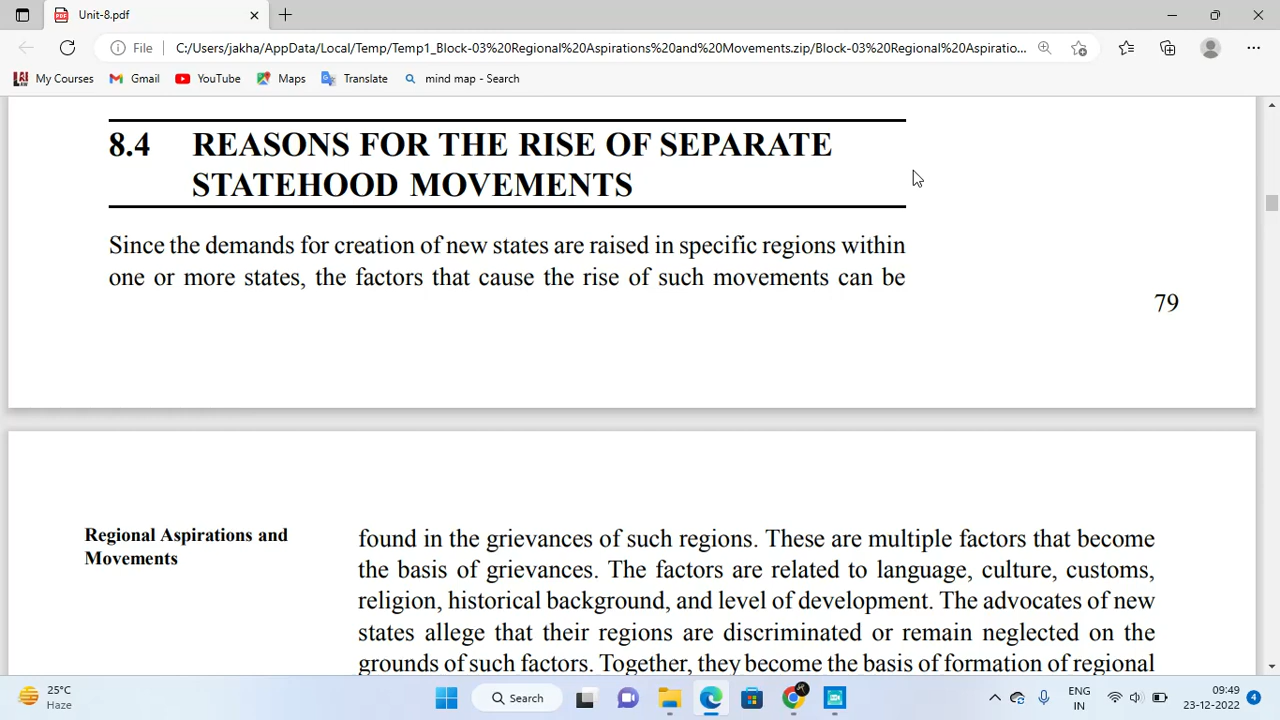 Unit-8.pdf
File
C:/Users/jakha/AppData/Local/Temp/Temp1_Block-03%20Regional%20Aspirations%20and%20Movements.zip/Block-03%20Regional%20Aspiratio...
My Courses
Gmail
YouTube
Maps
Translate
mind map - Search
8.4 REASONS FOR THE RISE OF SEPARATE
STATEHOOD MOVEMENTS
Since the demands for creation of new states are raised in specific regions within
one or more states, the factors that cause the rise of such movements can be
79
Regional Aspirations and
Movements
found in the grievances of such regions. These are multiple factors that become
the basis of grievances. The factors are related to language, culture, customs,
religion, historical background, and level of development. The advocates of new
states allege that their regions are discriminated or remain neglected on the
grounds of such factors. Together, they become the basis of formation of regional
25°C
Haze
Search
ENG
IN
09:49
23-12-2022
4